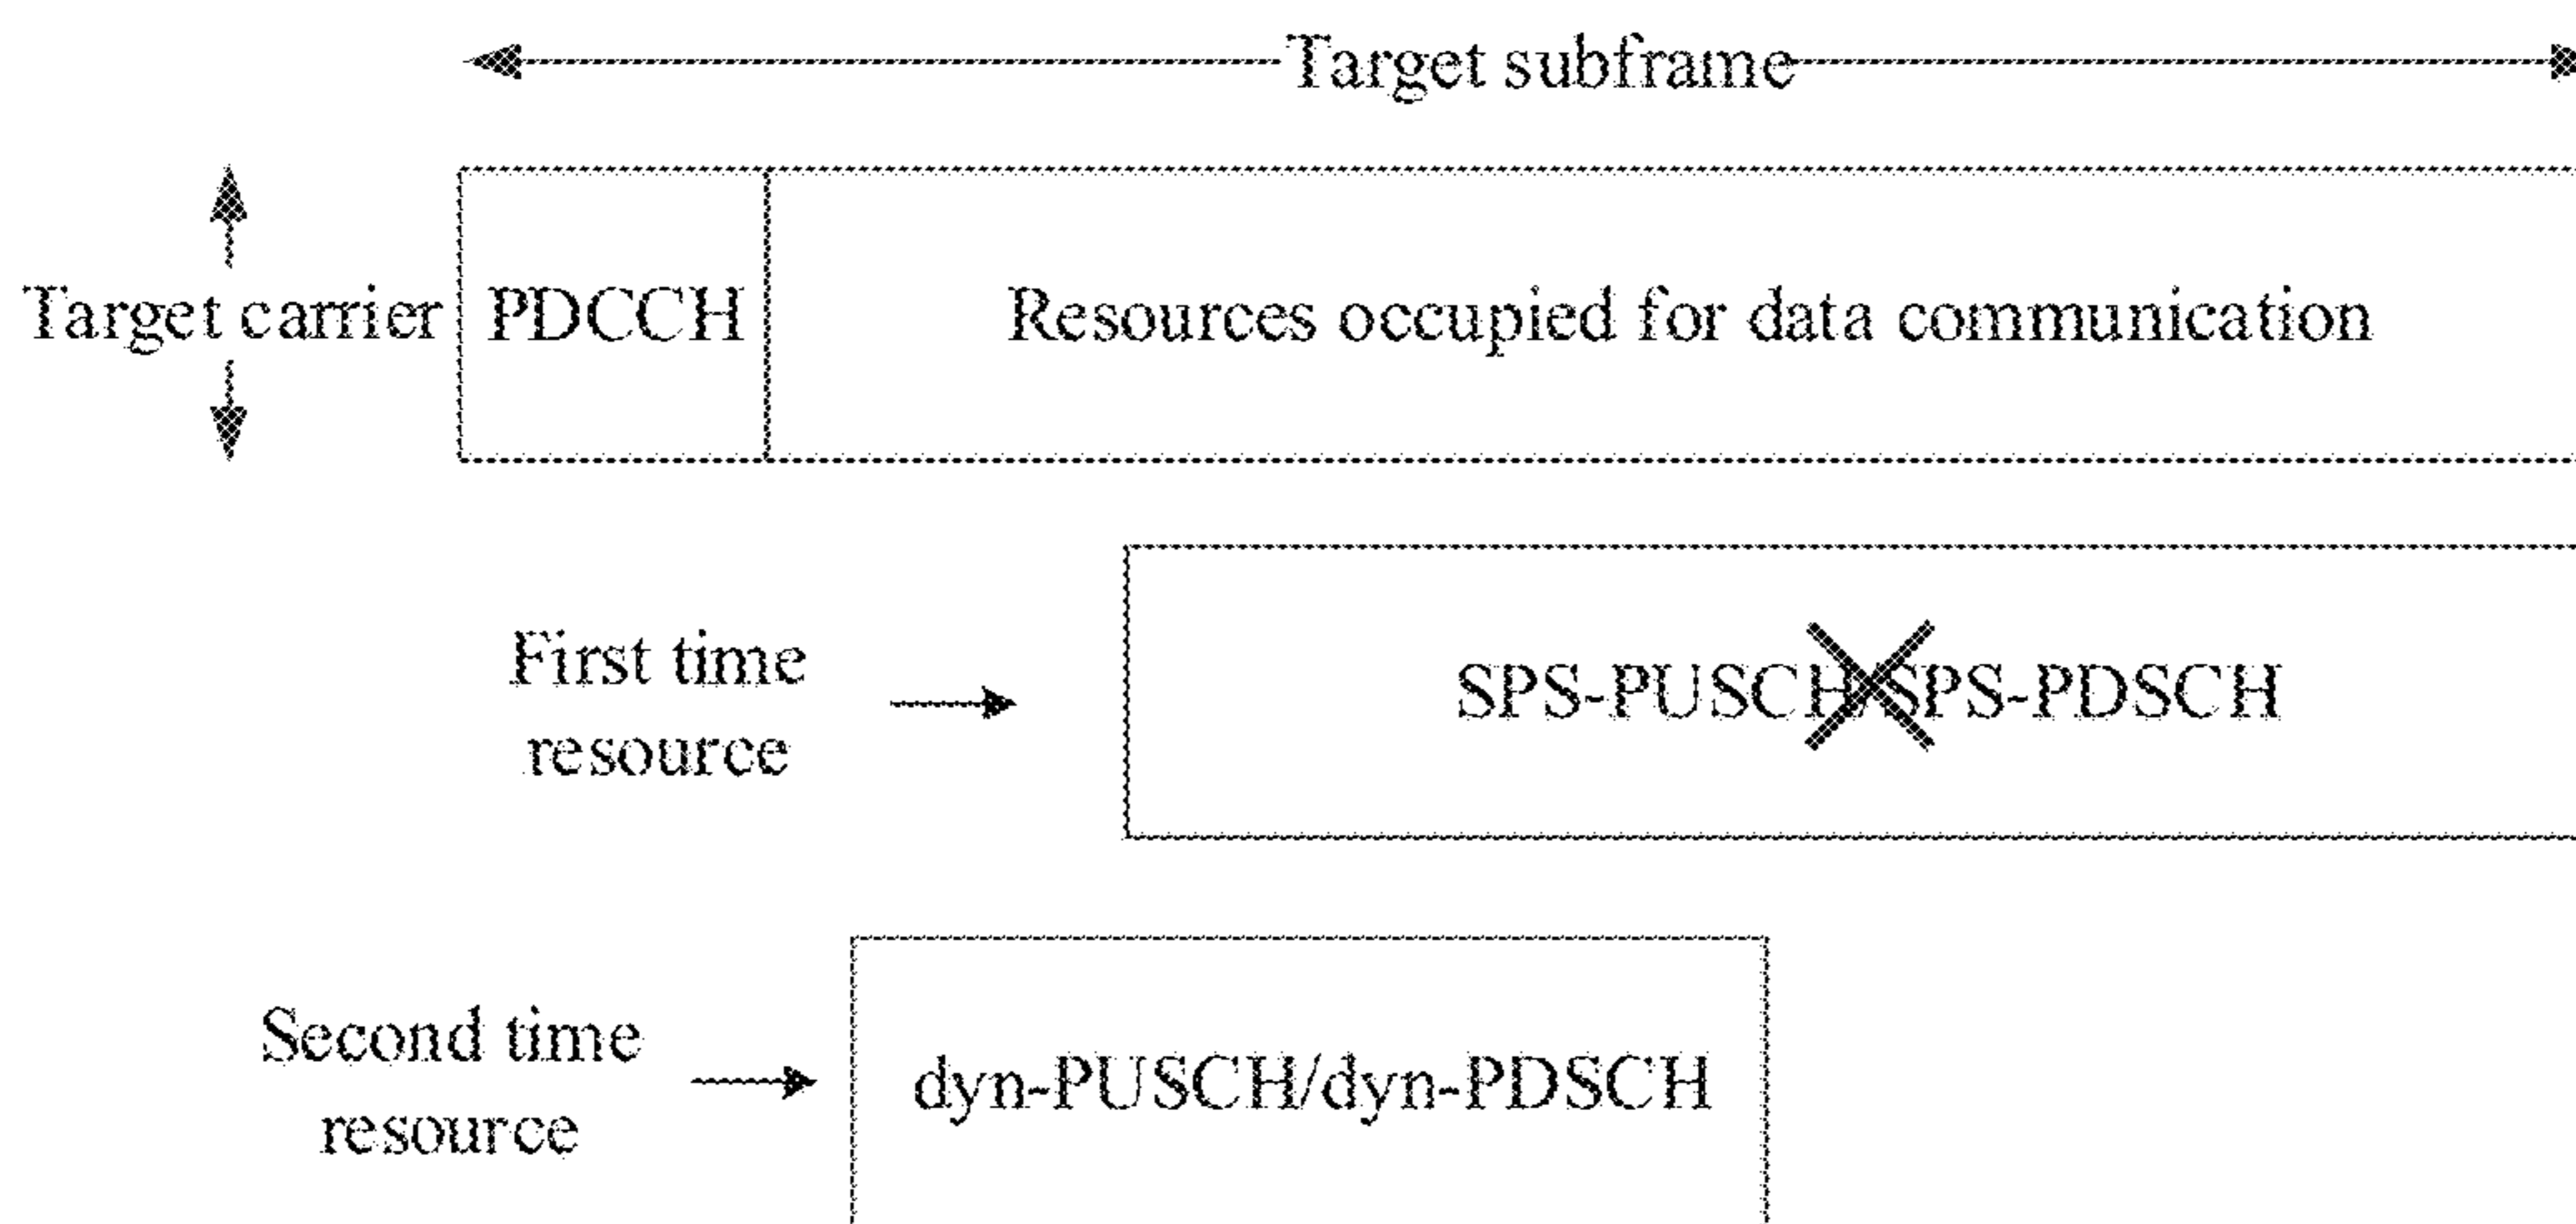 Target subframe
Target carrier
PDCCH
Resources occupied for data communication
First time
resource
SPS-PUSCH/SPS-PDSCH
Second time
resource
dyn-PUSCH/dyn-PDSCH